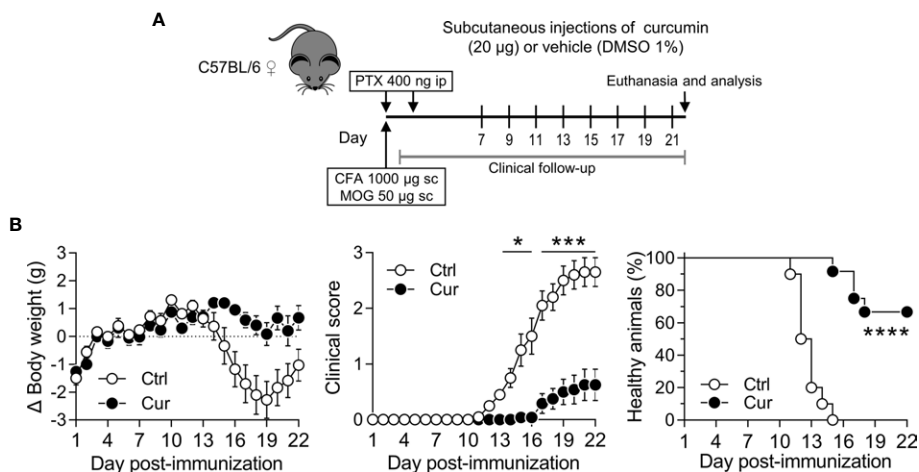 A
Subcutaneous injections of curcumin
(20 µg) or vehicle (DMSO 1%)
C57BL/6 ♀
PTX 400 ng ip
Euthanasia and analysis
Day
7 9 11 13 15 17 19 21
Clinical follow-up
CFA 1000 µg sc
MOG 50 µg sc
B
Δ Body weight (g)
3
2
1
0
-1
-2
-3
Ctrl
Cur
1 4 7 10 13 16 19 22
Day post-immunization
Clinical score
3
2
1
0
* ***
Ctrl
Cur
1 4 7 10 13 16 19 22
Day post-immunization
Healthy animals (%)
100
80
60
40
20
0
****
Ctrl
Cur
1 4 7 10 13 16 19 22
Day post-immunization